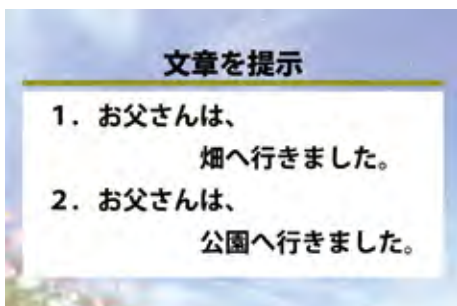 文章を提示
1. お父さんは、
畑へ行きました。
2. お父さんは、
公園へ行きました。